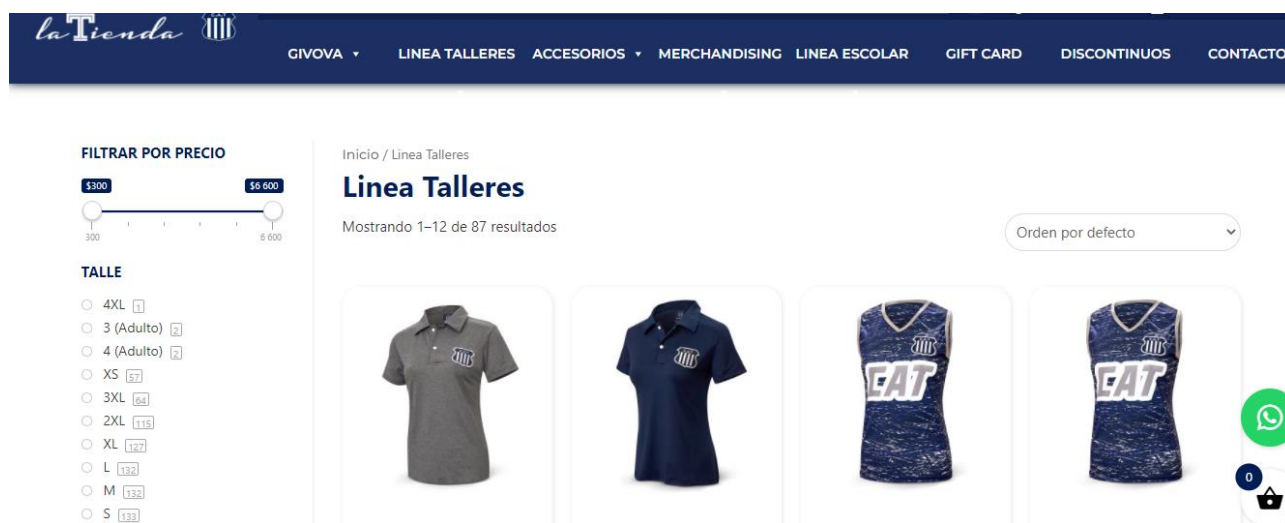 la Tienda
GIVOVA LINEA TALLERES ACCESORIOS MERCHANDISING LINEA ESCOLAR GIFT CARD DISCONTINUOS CONTACTO
FILTRAR POR PRECIO
$300 $6 600
300 6 600
TALLE
4XL 1
3 (Adulto) 2
4 (Adulto) 2
XS 57
3XL 64
2XL 115
XL 127
L 132
M 132
S 133
Inicio / Linea Talleres
Linea Talleres
Mostrando 1–12 de 87 resultados
Orden por defecto
CAT
CAT
0